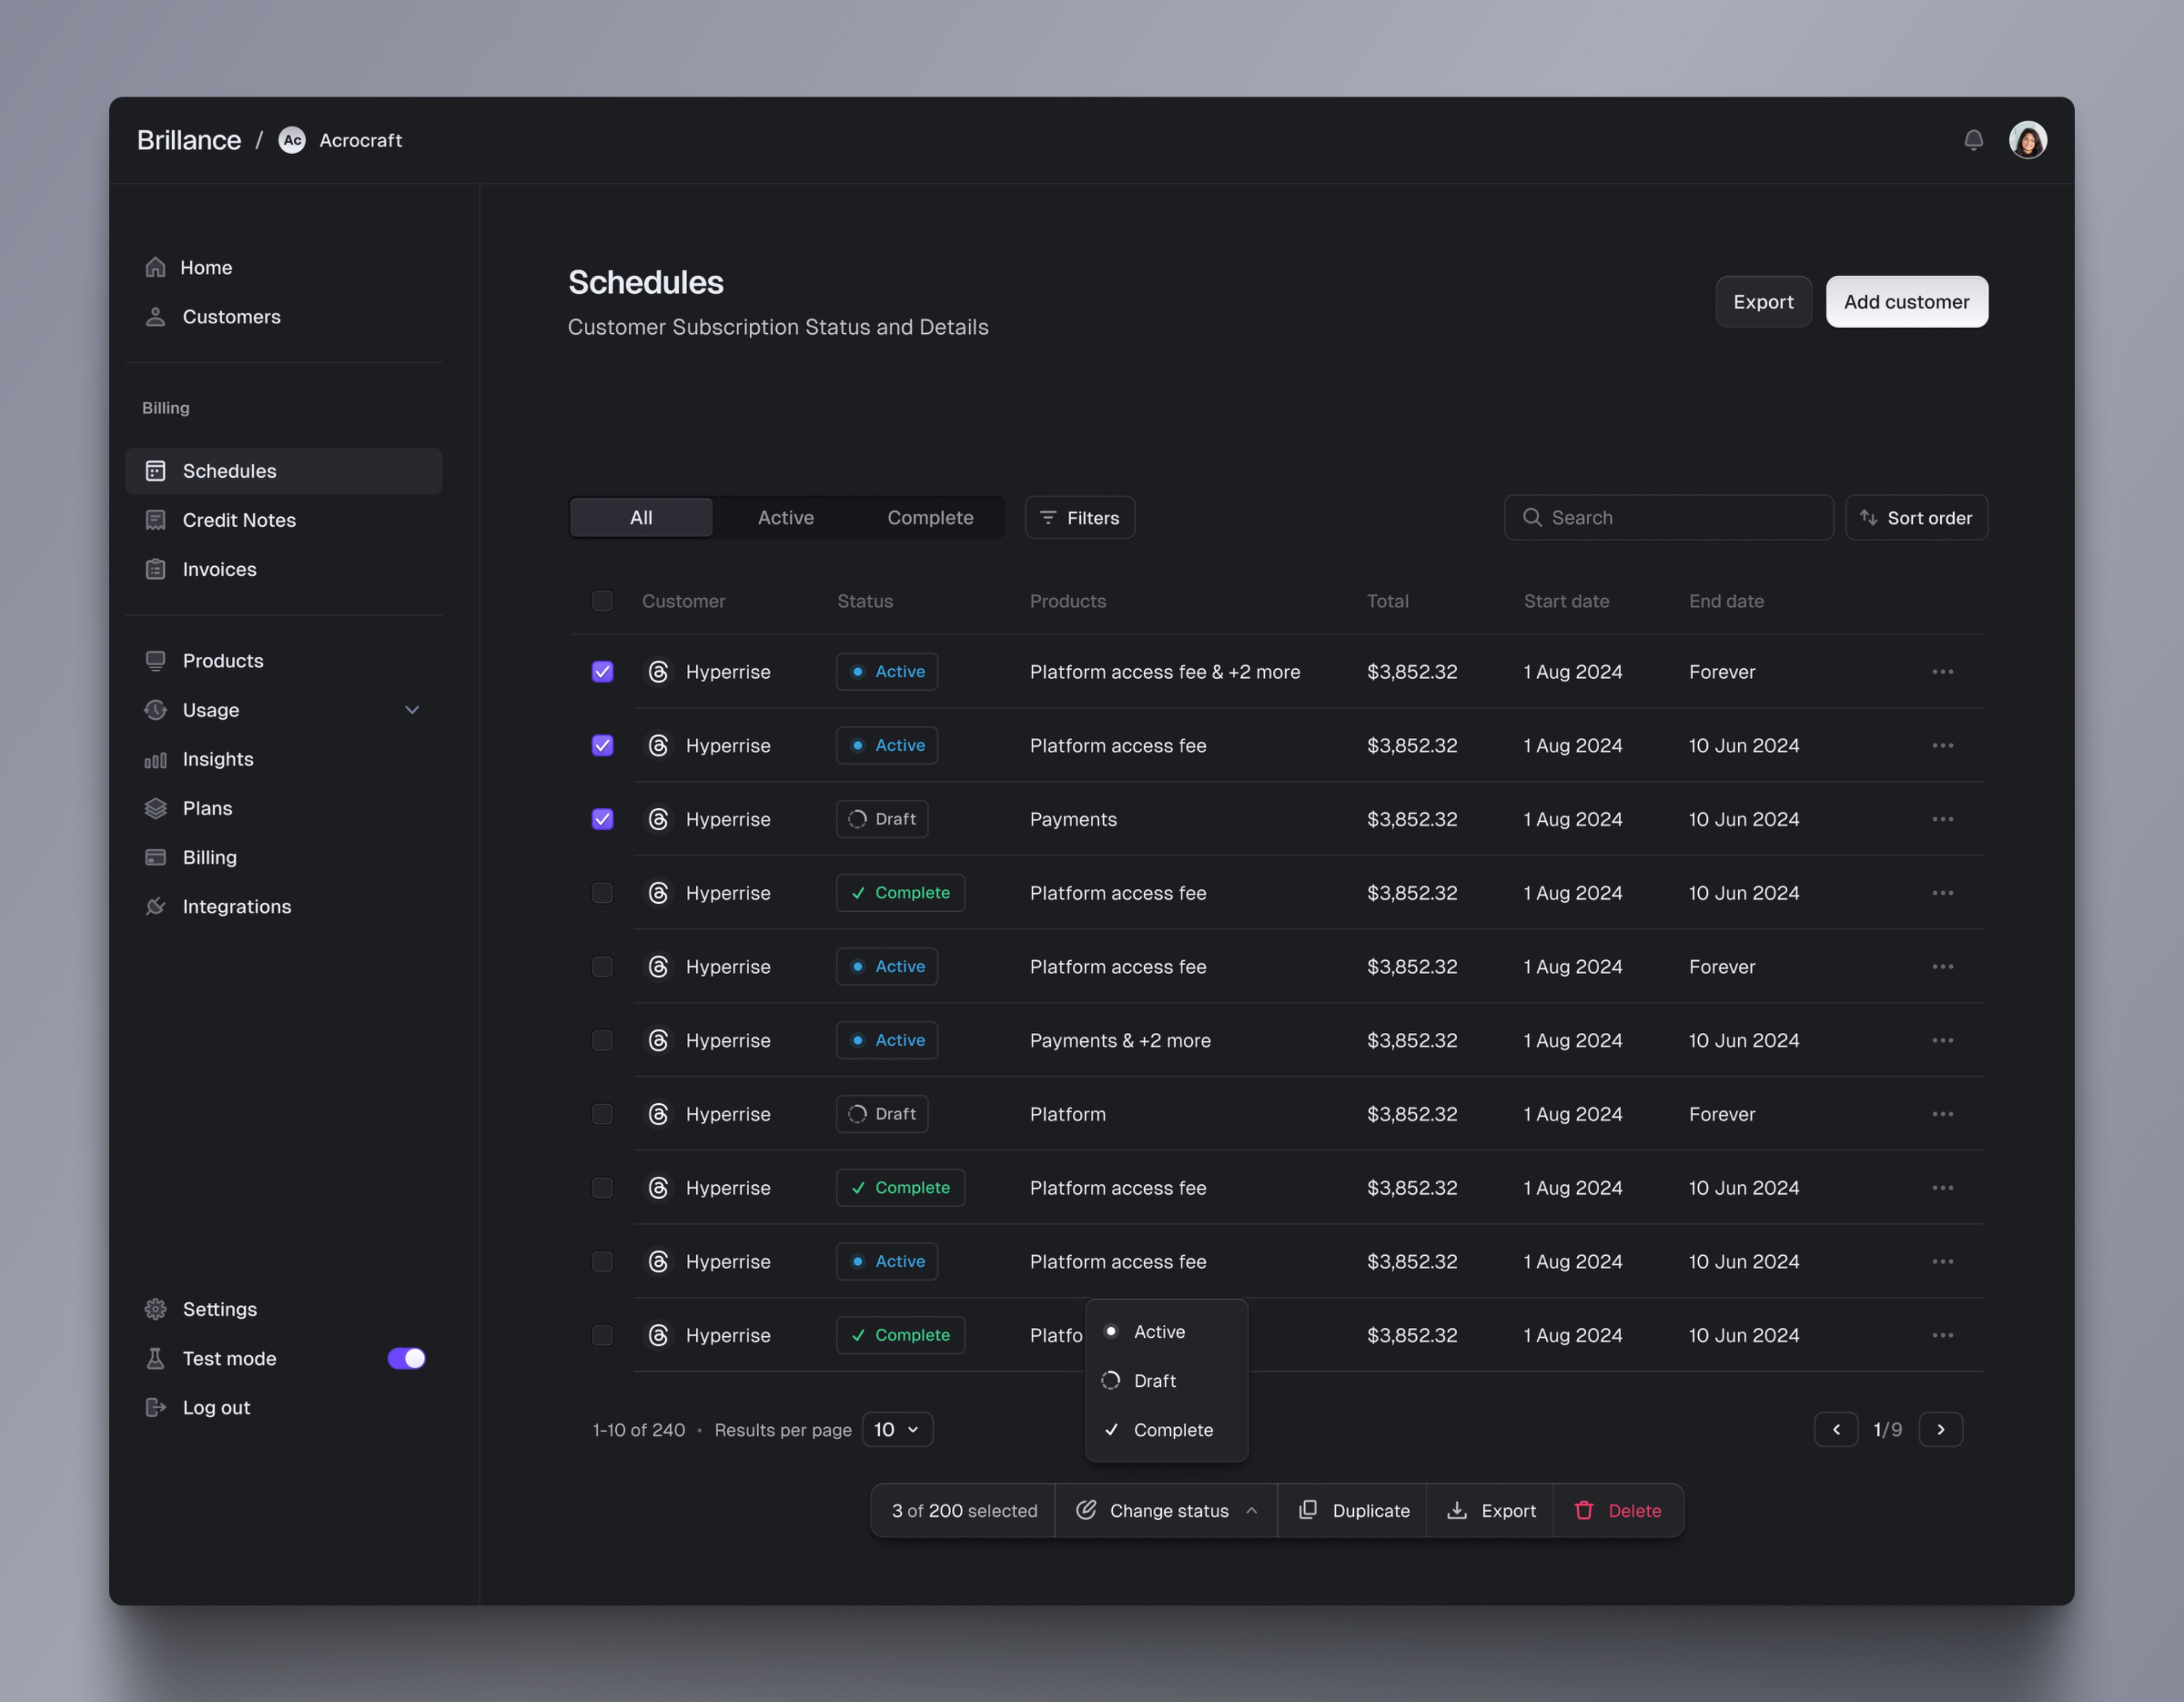 Brillance / Ac Acrocraft
Home
Customers
Billing
Schedules
Credit Notes
Invoices
Products
Usage
Insights
Plans
Billing
Integrations
Settings
Test mode
Log out
Schedules
Customer Subscription Status and Details
Export Add customer
All Active Complete Filters Search Sort order
Customer Status Products Total Start date End date
Hyperrise Active Platform access fee & +2 more $3,852.32 1 Aug 2024 Forever
Hyperrise Active Platform access fee $3,852.32 1 Aug 2024 10 Jun 2024
Hyperrise Draft Payments $3,852.32 1 Aug 2024 10 Jun 2024
Hyperrise Complete Platform access fee $3,852.32 1 Aug 2024 10 Jun 2024
Hyperrise Active Platform access fee $3,852.32 1 Aug 2024 Forever
Hyperrise Active Payments & +2 more $3,852.32 1 Aug 2024 10 Jun 2024
Hyperrise Draft Platform $3,852.32 1 Aug 2024 Forever
Hyperrise Complete Platform access fee $3,852.32 1 Aug 2024 10 Jun 2024
Hyperrise Active Platform access fee $3,852.32 1 Aug 2024 10 Jun 2024
Hyperrise Complete Platfo $3,852.32 1 Aug 2024 10 Jun 2024
Active
Draft
Complete
1-10 of 240 • Results per page 10 1/9
3 of 200 selected Change status Duplicate Export Delete